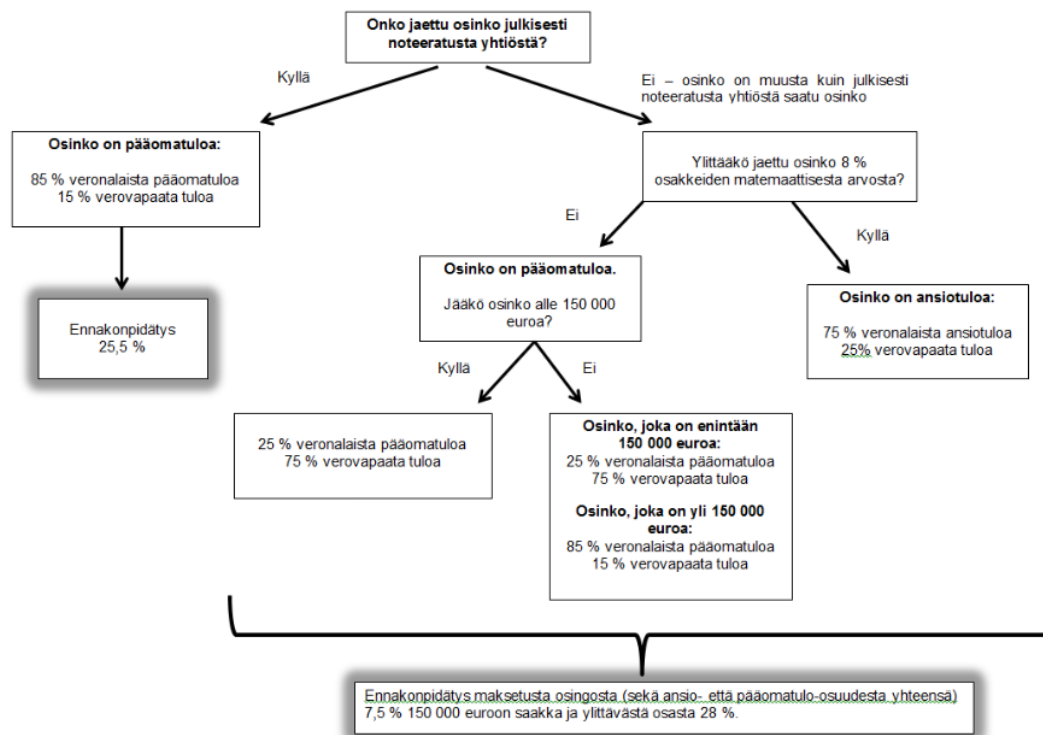 Onko jaettu osinko julkisesti
noteeratusta yhtiöstä?
Kyllä
Ei – osinko on muusta kuin julkisesti
noteeratusta yhtiöstä saatu osinko
Osinko on pääomatuloa:
85 % veronalaista pääomatuloa
15 % verovapaata tuloa
Ylittääkö jaettu osinko 8 %
osakkeiden matemaattisesta arvosta?
Ei
Kyllä
Osinko on pääomatuloa.
Jääkö osinko alle 150 000
euroa?
Osinko on ansiotuloa:
75 % veronalaista ansiotuloa
25% verovapaata tuloa
Ennakonpidätys
25,5 %
Kyllä
Ei
25 % veronalaista pääomatuloa
75 % verovapaata tuloa
Osinko, joka on enintään
150 000 euroa:
25 % veronalaista pääomatuloa
75 % verovapaata tuloa
Osinko, joka on yli 150 000
euroa:
85 % veronalaista pääomatuloa
15 % verovapaata tuloa
Ennakonpidätys maksetusta osingosta (sekä ansio- että pääomatulo-osuudesta yhteensä)
7,5 % 150 000 euroon saakka ja ylittävästä osasta 28 %.